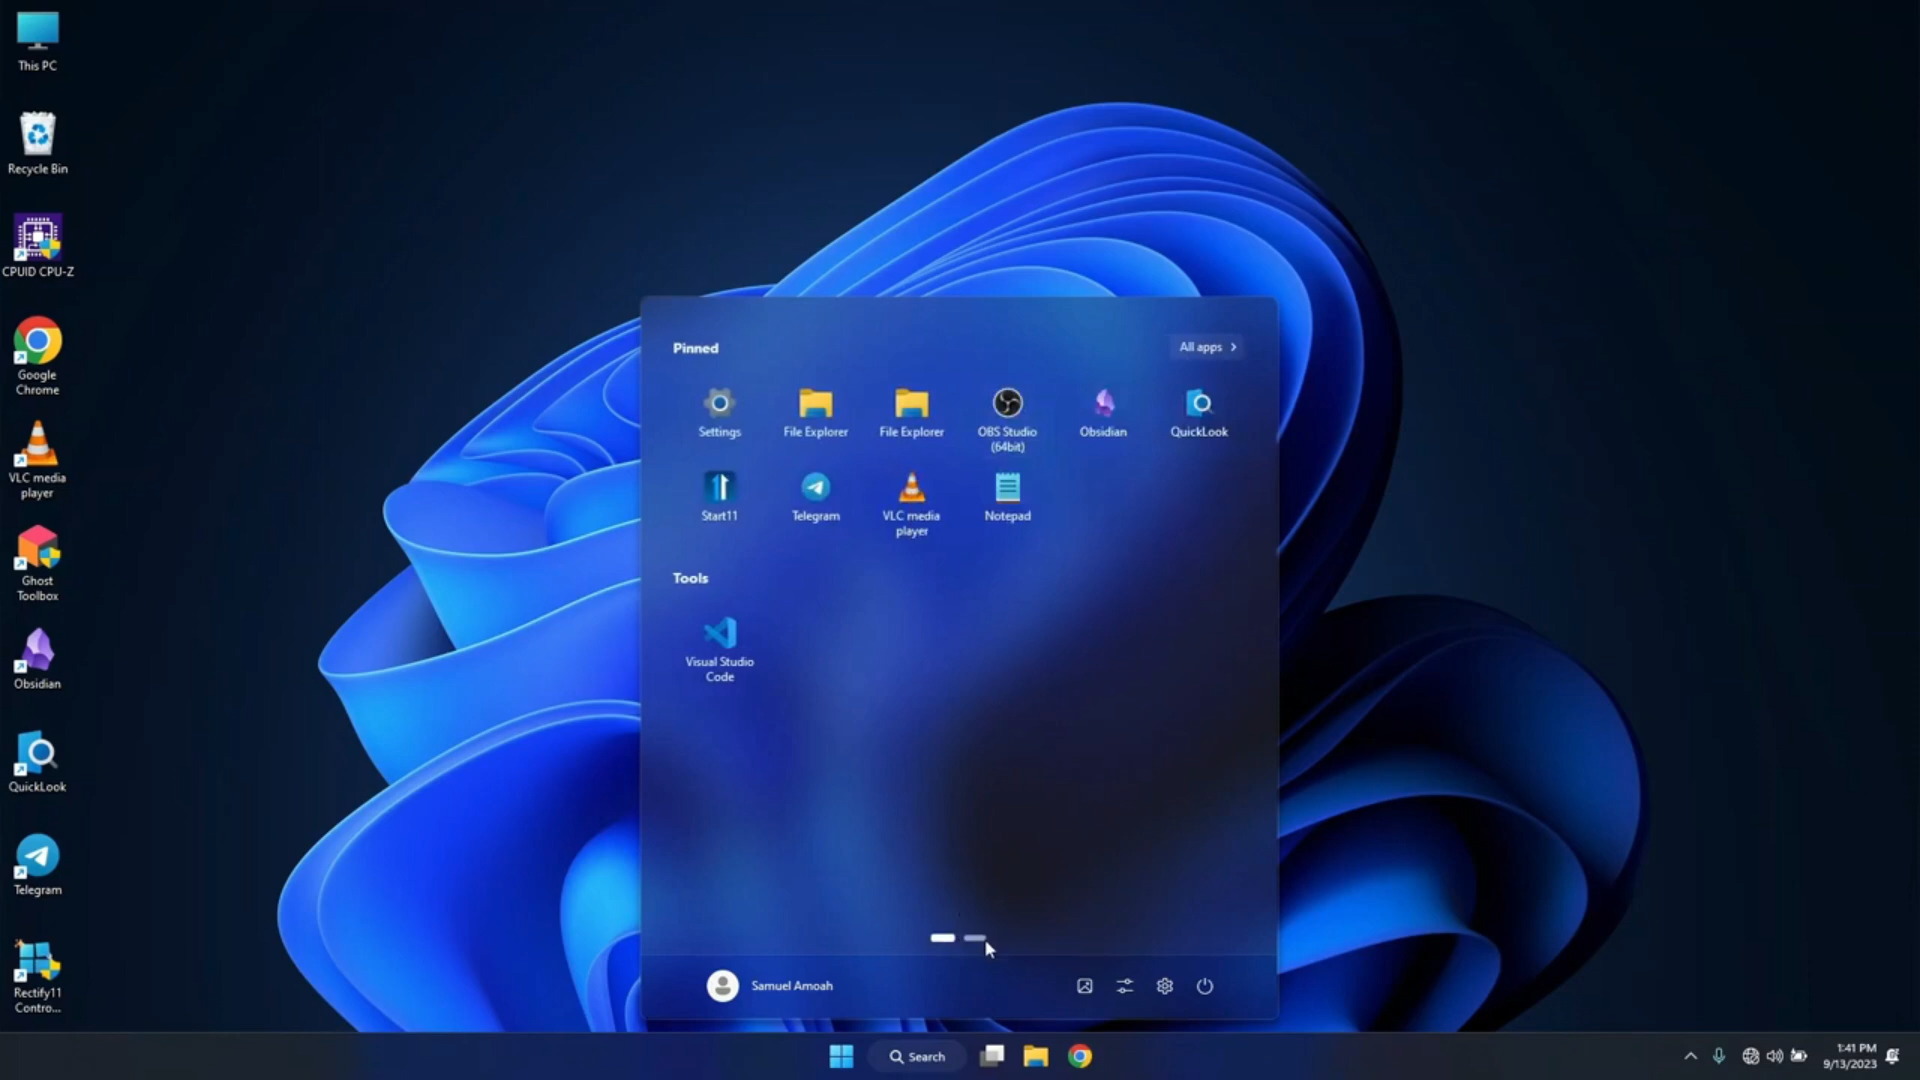 This PC
Recycle Bin
CPUID CPU-Z
Google
Chrome
VLC media
player
Ghost
Toolbox
Obsidian
QuickLook
Telegram
Rectify11
Contro...
Pinned
All apps
Settings
File Explorer
File Explorer
OBS Studio
(64bit)
Obsidian
QuickLook
Start11
Telegram
VLC media
player
Notepad
Tools
Visual Studio
Code
Samuel Amoah
Search
1:41 PM
9/13/2023